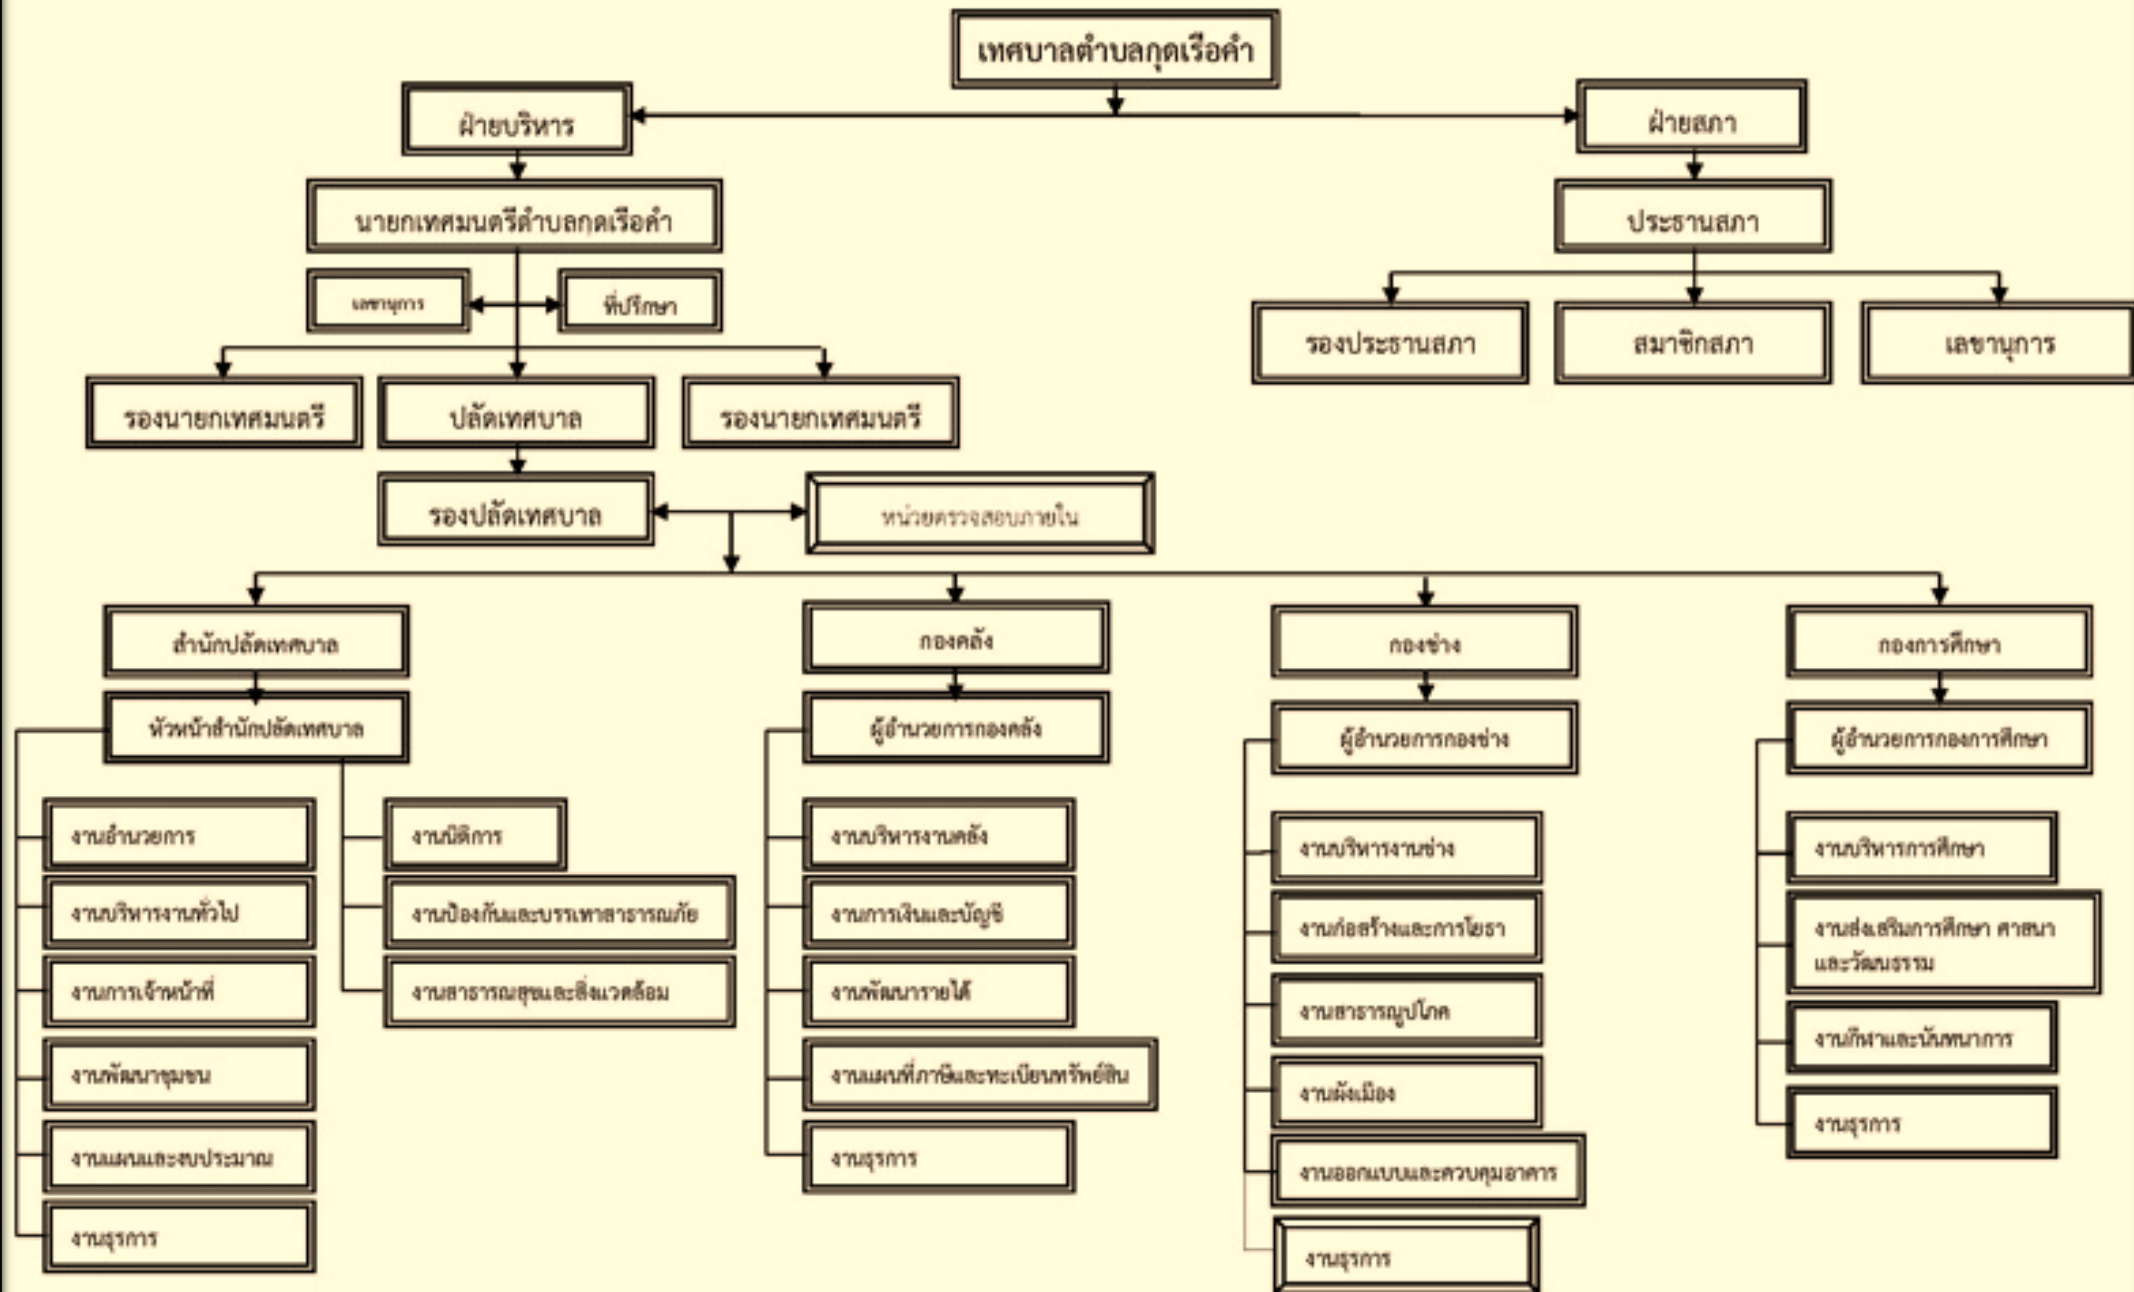 เทศบาลตำบลกุดเรือคำ
ฝ่ายบริหาร
ฝ่ายสภา
นายกเทศมนตรีตำบลกุดเรือคำ
ประธานสภา
เลขานุการ
ที่ปรึกษา
รองประธานสภา
สมาชิกสภา
เลขานุการ
รองนายกเทศมนตรี
ปลัดเทศบาล
รองนายกเทศมนตรี
รองปลัดเทศบาล
หน่วยตรวจสอบภายใน
สำนักปลัดเทศบาล
กองคลัง
กองช่าง
กองการศึกษา
หัวหน้าสำนักปลัดเทศบาล
ผู้อำนวยการกองคลัง
ผู้อำนวยการกองช่าง
ผู้อำนวยการกองการศึกษา
งานอำนวยการ
งานบริหารงานทั่วไป
งานการเจ้าหน้าที่
งานพัฒนาชุมชน
งานแผนและงบประมาณ
งานธุรการ
งานนิติการ
งานป้องกันและบรรเทาสาธารณภัย
งานสาธารณสุขและสิ่งแวดล้อม
งานบริหารงานคลัง
งานการเงินและบัญชี
งานพัฒนารายได้
งานแผนที่ภาษีและทะเบียนทรัพย์สิน
งานธุรการ
งานบริหารงานช่าง
งานก่อสร้างและการโยธา
งานสาธารณูปโภค
งานผังเมือง
งานออกแบบและควบคุมอาคาร
งานธุรการ
งานบริหารการศึกษา
งานส่งเสริมการศึกษา ศาสนา
และวัฒนธรรม
งานกีฬาและนันทนาการ
งานธุรการ